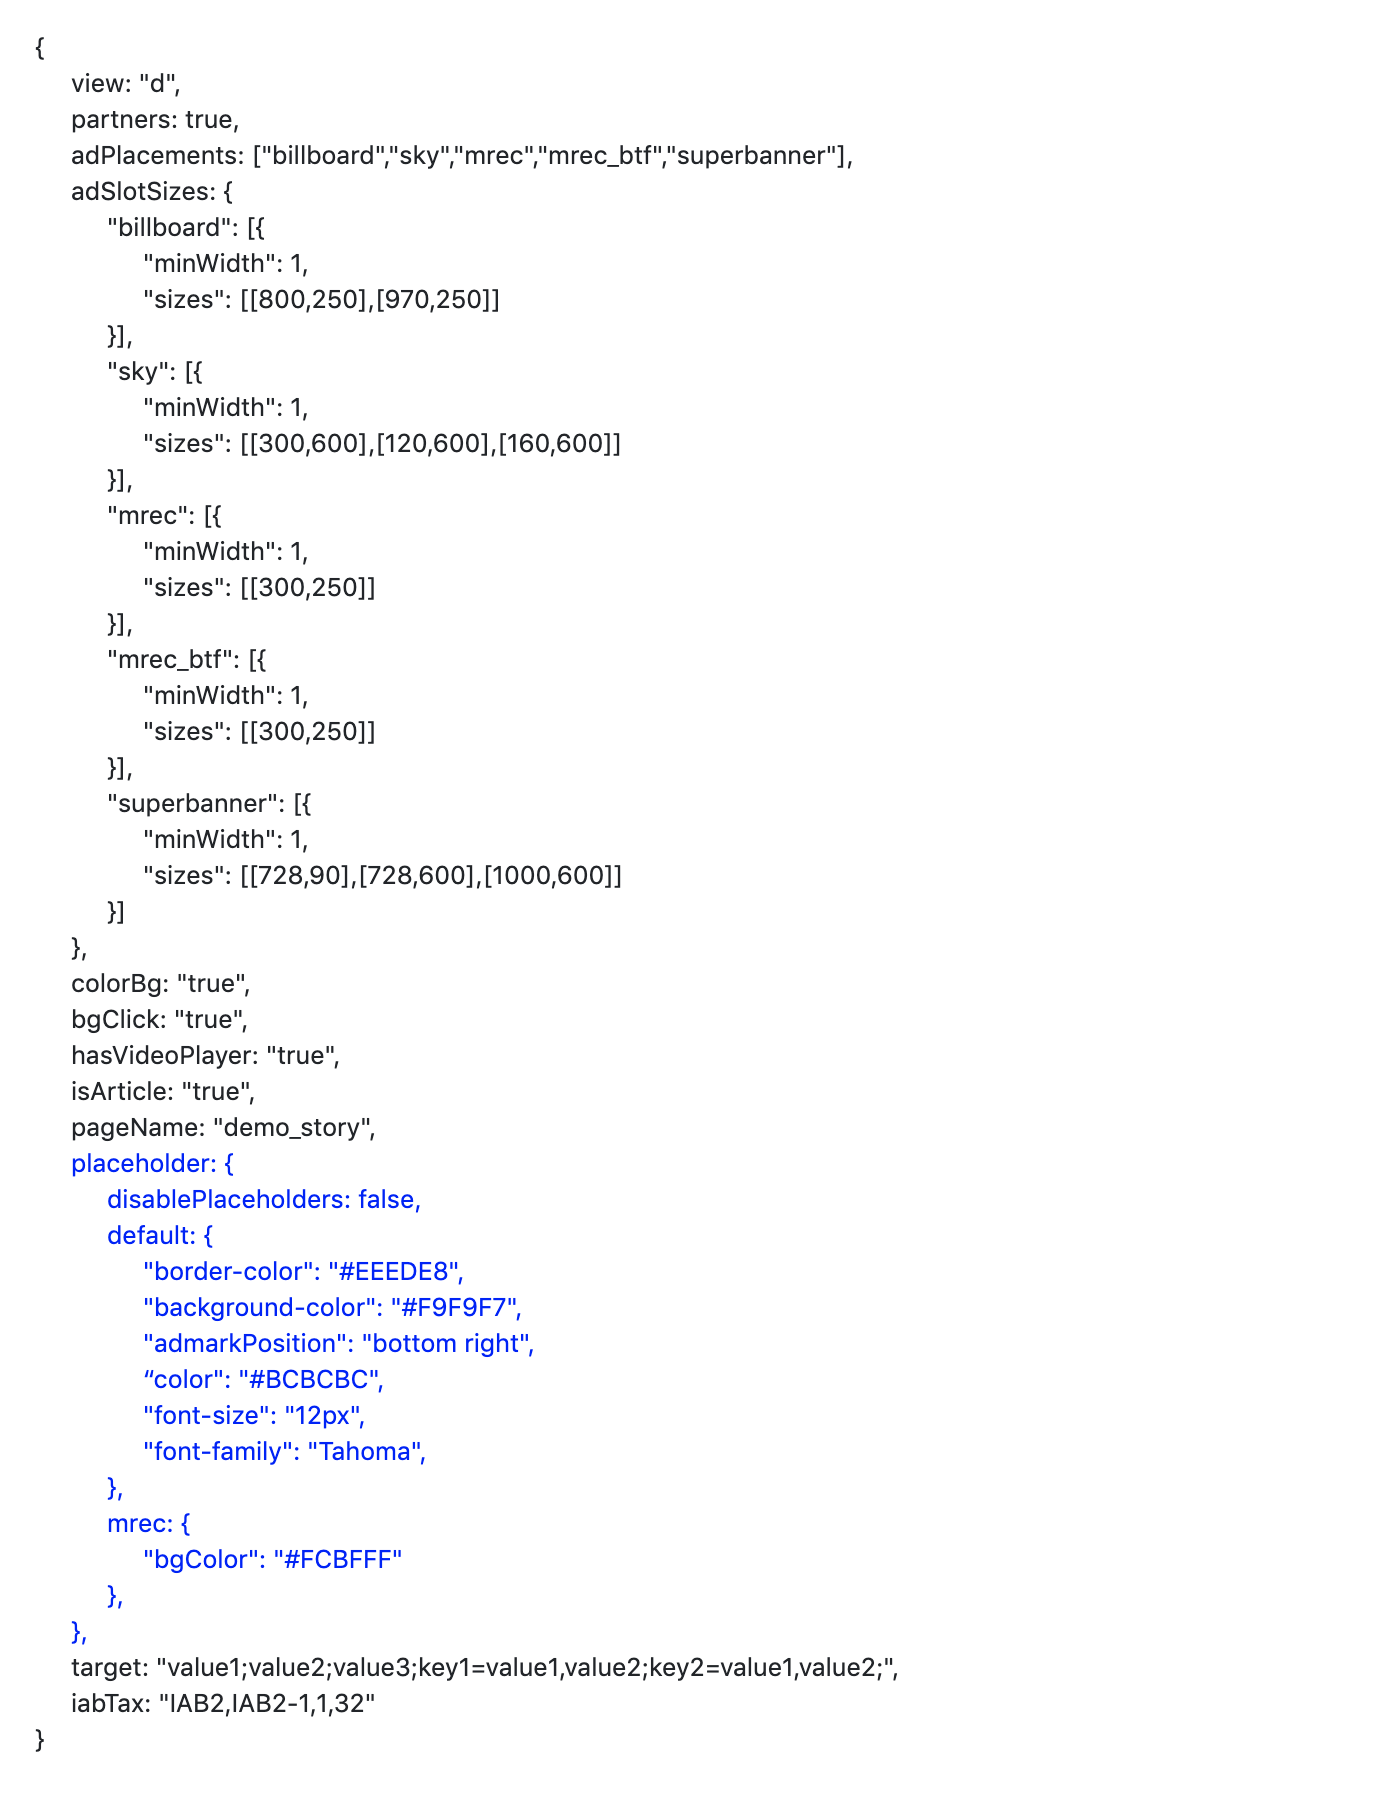 {
view: "d",
partners: true,
adPlacements: ["billboard","sky","mrec","mrec_btf","superbanner"],
adSlotSizes: {
"billboard": [{
"minWidth": 1,
"sizes": [[800,250],[970,250]]
}],
"sky": [{
"minWidth": 1,
"sizes": [[300,600],[120,600],[160,600]]
}],
"mrec": [{
"minWidth": 1,
"sizes": [[300,250]]
}],
"mrec_btf": [{
"minWidth": 1,
"sizes": [[300,250]]
}],
"superbanner": [{
"minWidth": 1,
"sizes": [[728,90],[728,600],[1000,600]]
}]
},
colorBg: "true",
bgClick: "true",
hasVideoPlayer: "true",
isArticle: "true",
pageName: "demo_story",
placeholder: {
disablePlaceholders: false,
default: {
"border-color": "#EEEDE8",
"background-color": "#F9F9F7",
"admarkPosition": "bottom right",
“color": "#BCBCBC",
"font-size": "12px",
"font-family": "Tahoma",
},
mrec: {
"bgColor": "#FCBFFF"
},
},
target: "value1;value2;value3;key1=value1,value2;key2=value1,value2;",
iabTax: "IAB2,IAB2-1,1,32"
}